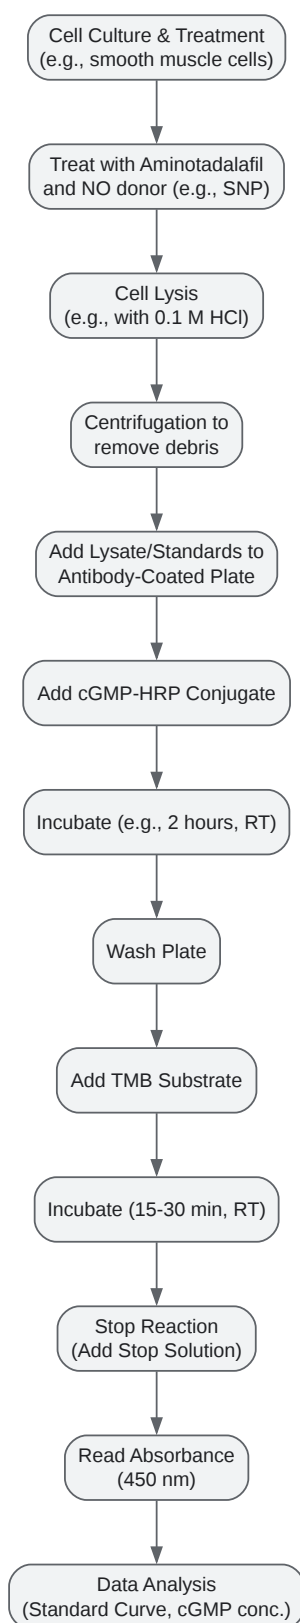 Cell Culture & Treatment
(e.g., smooth muscle cells)
Treat with Aminotadalafil
and NO donor (e.g., SNP)
Cell Lysis
(e.g., with 0.1 M HCl)
Centrifugation to
remove debris
Add Lysate/Standards to
Antibody-Coated Plate
Add cGMP-HRP Conjugate
Incubate (e.g., 2 hours, RT)
Wash Plate
Add TMB Substrate
Incubate (15-30 min, RT)
Stop Reaction
(Add Stop Solution)
Read Absorbance
(450 nm)
Data Analysis
(Standard Curve, cGMP conc.)